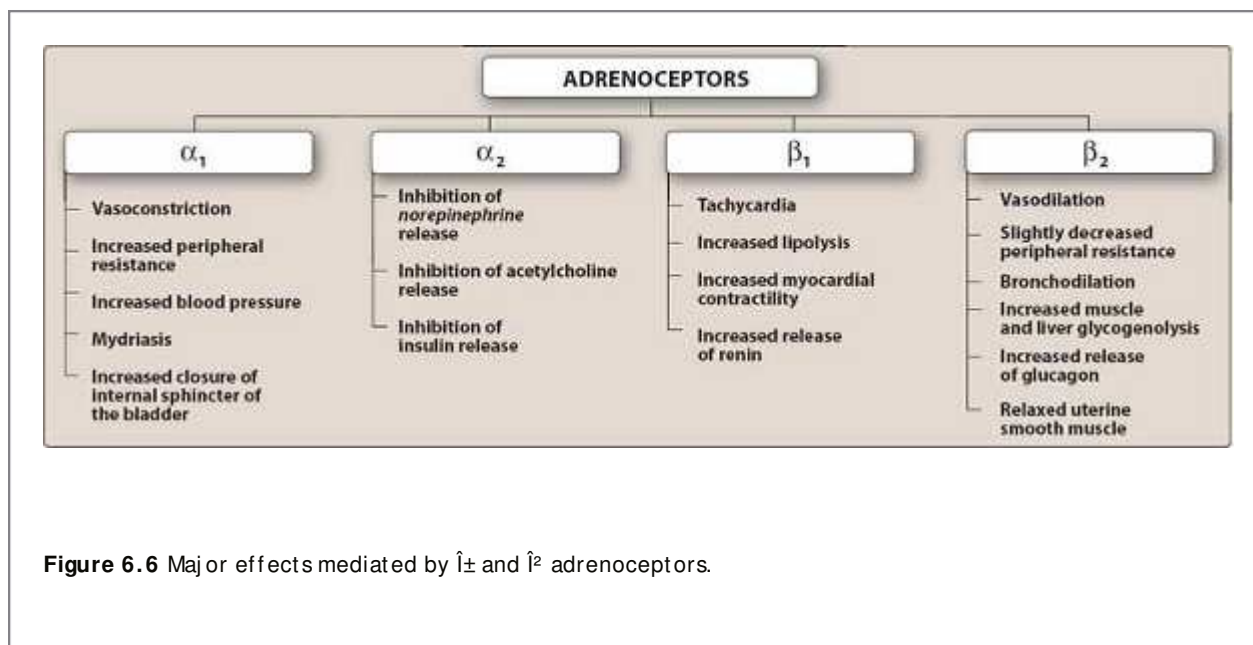 ADRENOCEPTORS
α1
Vasoconstriction
Increased peripheral
resistance
Increased blood pressure
Mydriasis
Increased closure of
internal sphincter of
the bladder
α2
Inhibition of
norepinephrine
release
Inhibition of acetylcholine
release
Inhibition of
insulin release
β1
Tachycardia
Increased lipolysis
Increased myocardial
contractility
Increased release
of renin
β2
Vasodilation
Slightly decreased
peripheral resistance
Bronchodilation
Increased muscle
and liver glycogenolysis
Increased release
of glucagon
Relaxed uterine
smooth muscle
Figure 6.6 Major effects mediated by Î± and Î² adrenoceptors.